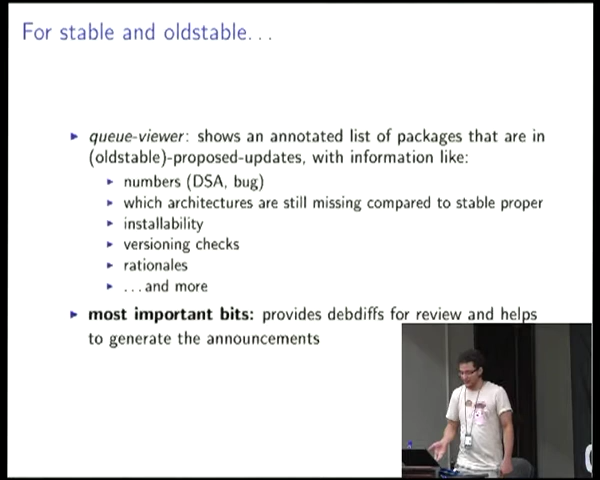 For stable and oldstable...
queue-viewer: shows an annotated list of packages that are in
(oldstable)-proposed-updates, with information like:
numbers (DSA, bug)
which architectures are still missing compared to stable proper
installability
versioning checks
rationales
...and more
most important bits: provides debdiffs for review and helps
to generate the announcements